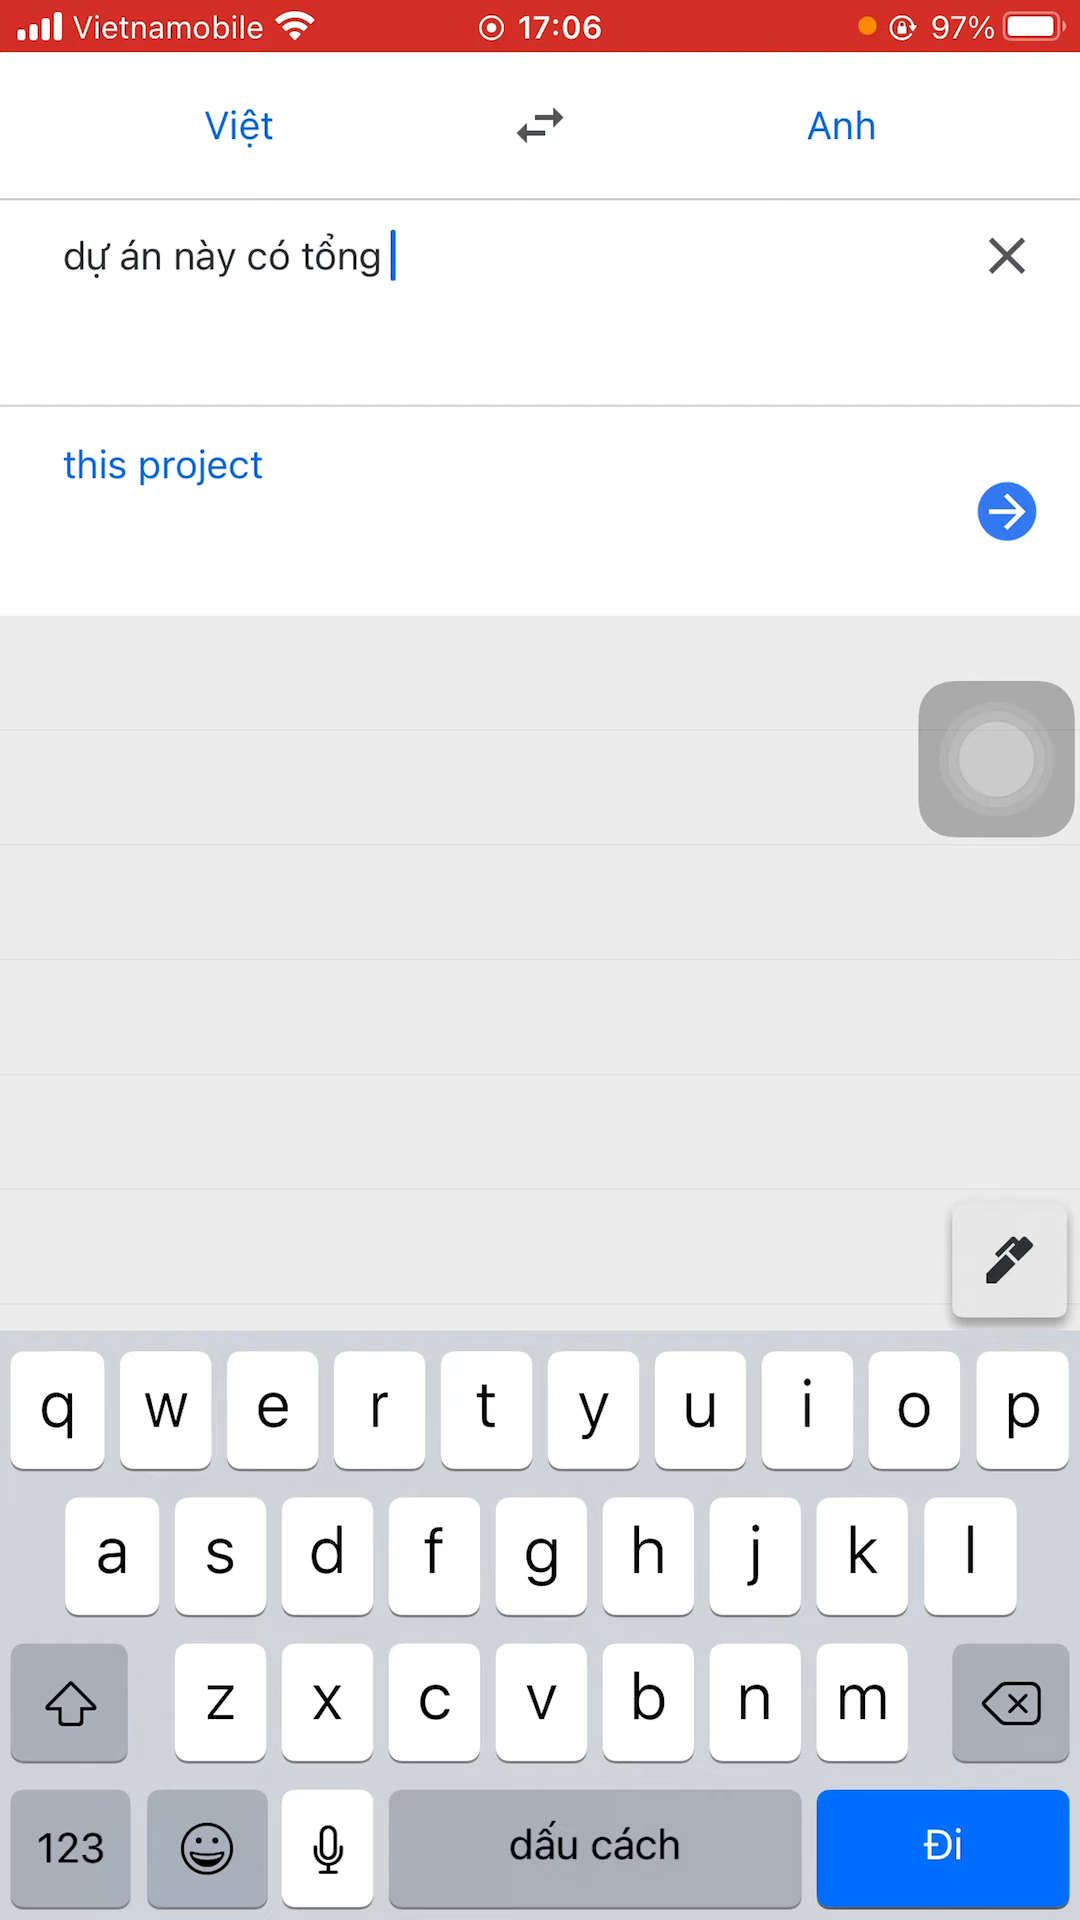 Vietnamobile 17:06 97%
Việt Anh
dự án này có tổng
this project
q w e r t y u i o p
a s d f g h j k l
z x c v b n m
123 dấu cách Đi